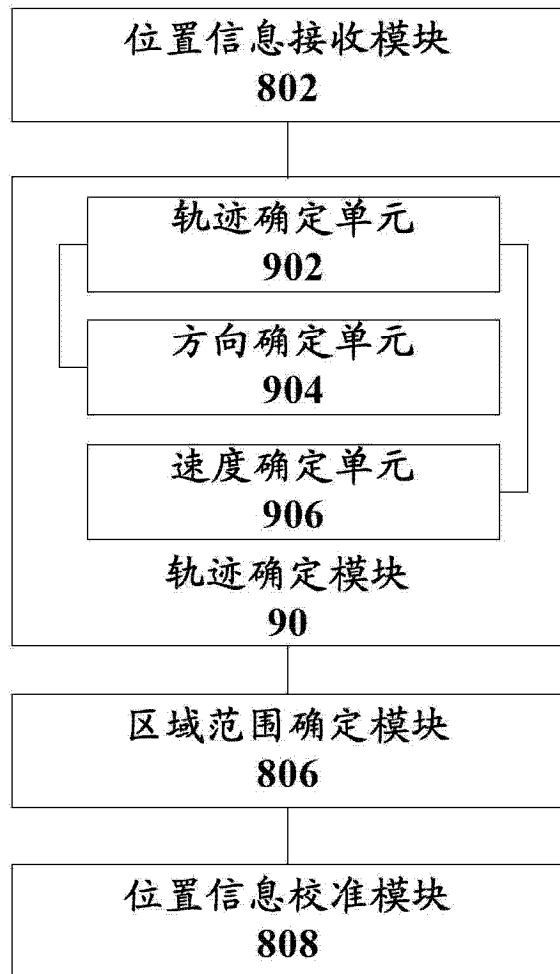 位置信息接收模块
802
轨迹确定单元
902
方向确定单元
904
速度确定单元
906
轨迹确定模块
90
区域范围确定模块
806
位置信息校准模块
808